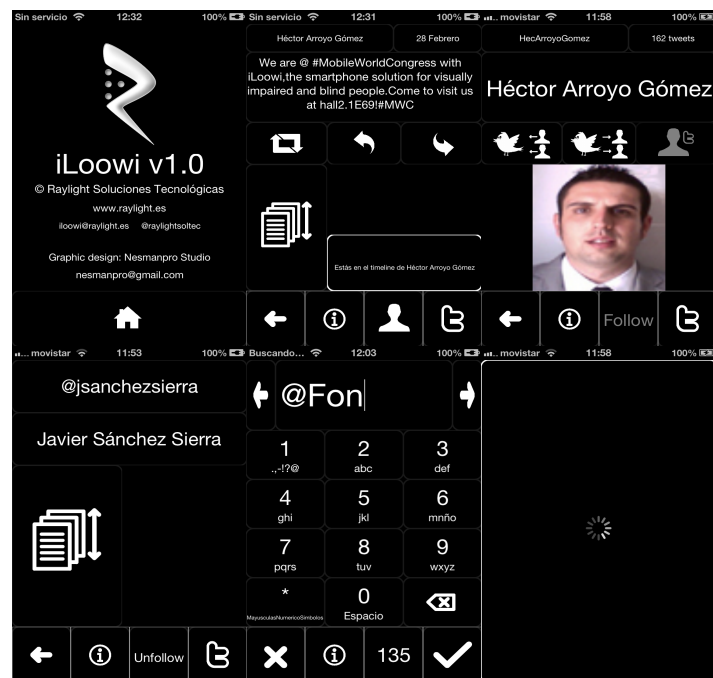 Sin servicio 12:32 100%
iLoowi v1.0
© Raylight Soluciones Tecnológicas
www.raylight.es
iloowi@raylight.es @raylightsoltec
Graphic design: Nesmanpro Studio
nesmanpro@gmail.com
Sin servicio 12:31 100%
Héctor Arroyo Gómez 28 Febrero
We are @ #MobileWorldCongress with
iLoowi,the smartphone solution for visually
impaired and blind people.Come to visit us
at hall2.1E69!#MWC
Estás en el timeline de Héctor Arroyo Gómez
movistar 11:58 100%
HecArroyoGomez 162 tweets
Héctor Arroyo Gómez
Follow
movistar 11:53 100%
@jsanchezsierra
Javier Sánchez Sierra
Unfollow
Buscando... 12:03 100%
@Fon
1 2 3
.,-!?@ abc def
4 5 6
ghi jkl mnño
7 8 9
pqrs tuv wxyz
* 0
MayusculasNumericoSimbolos Espacio
135
movistar 11:58 100%